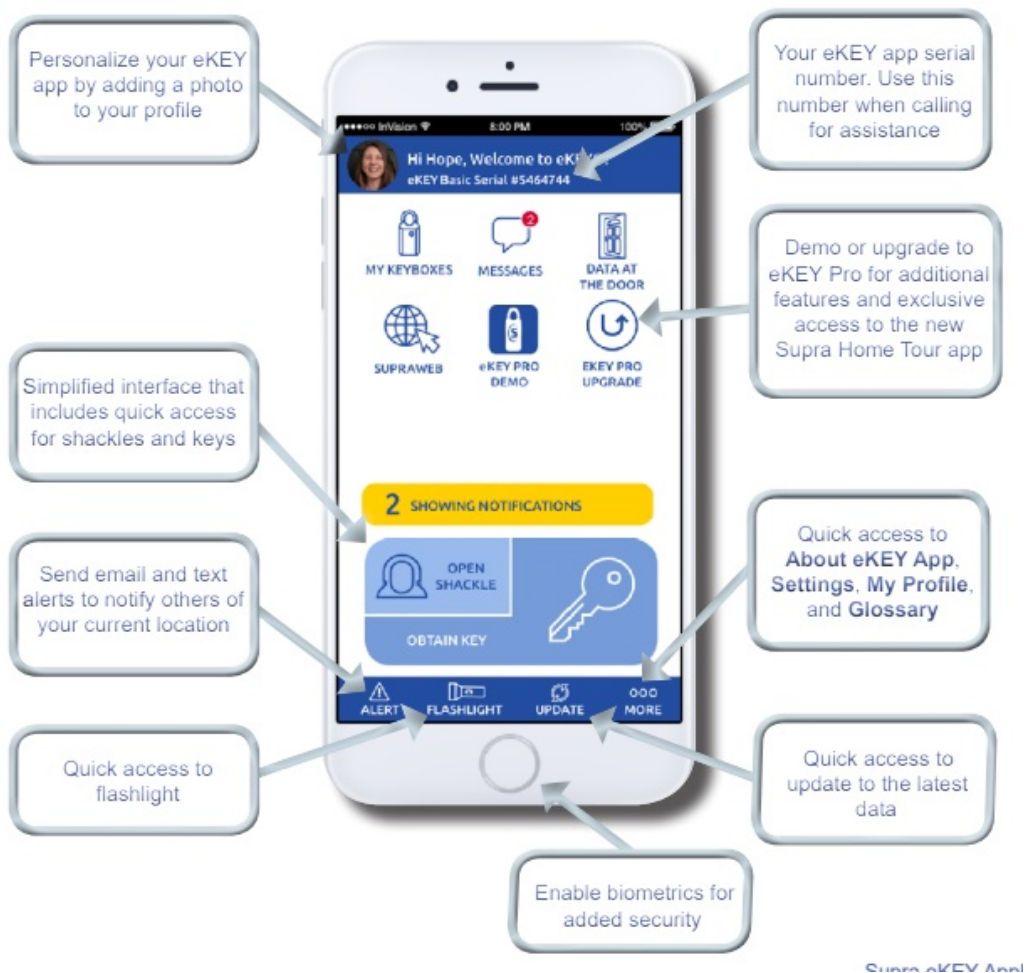 Personalize your eKEY
app by adding a photo
to your profile
Your eKEY app serial
number. Use this
number when calling
for assistance
InVision
8:00 PM
100%
Hi Hope, Welcome to
eKEY Basic Serial #5464744
2
MY KEYBOXES
MESSAGES
DATA AT
THE DOOR
Demo or upgrade to
eKEY Pro for additional
features and exclusive
access to the new
Supra Home Tour app
SUPRAWEB
eKEY PRO
DEMO
EKEY PRO
UPGRADE
Simplified interface that
includes quick access
for shackles and keys
2 SHOWING NOTIFICATIONS
OPEN
SHACKLE
OBTAIN KEY
Quick access to
About eKEY App,
Settings, My Profile,
and Glossary
Send email and text
alerts to notify others of
your current location
ALERT
FLASHLIGHT
UPDATE
MORE
Quick access to
flashlight
Quick access to
update to the latest
data
Enable biometrics for
added security
Supra eKEY